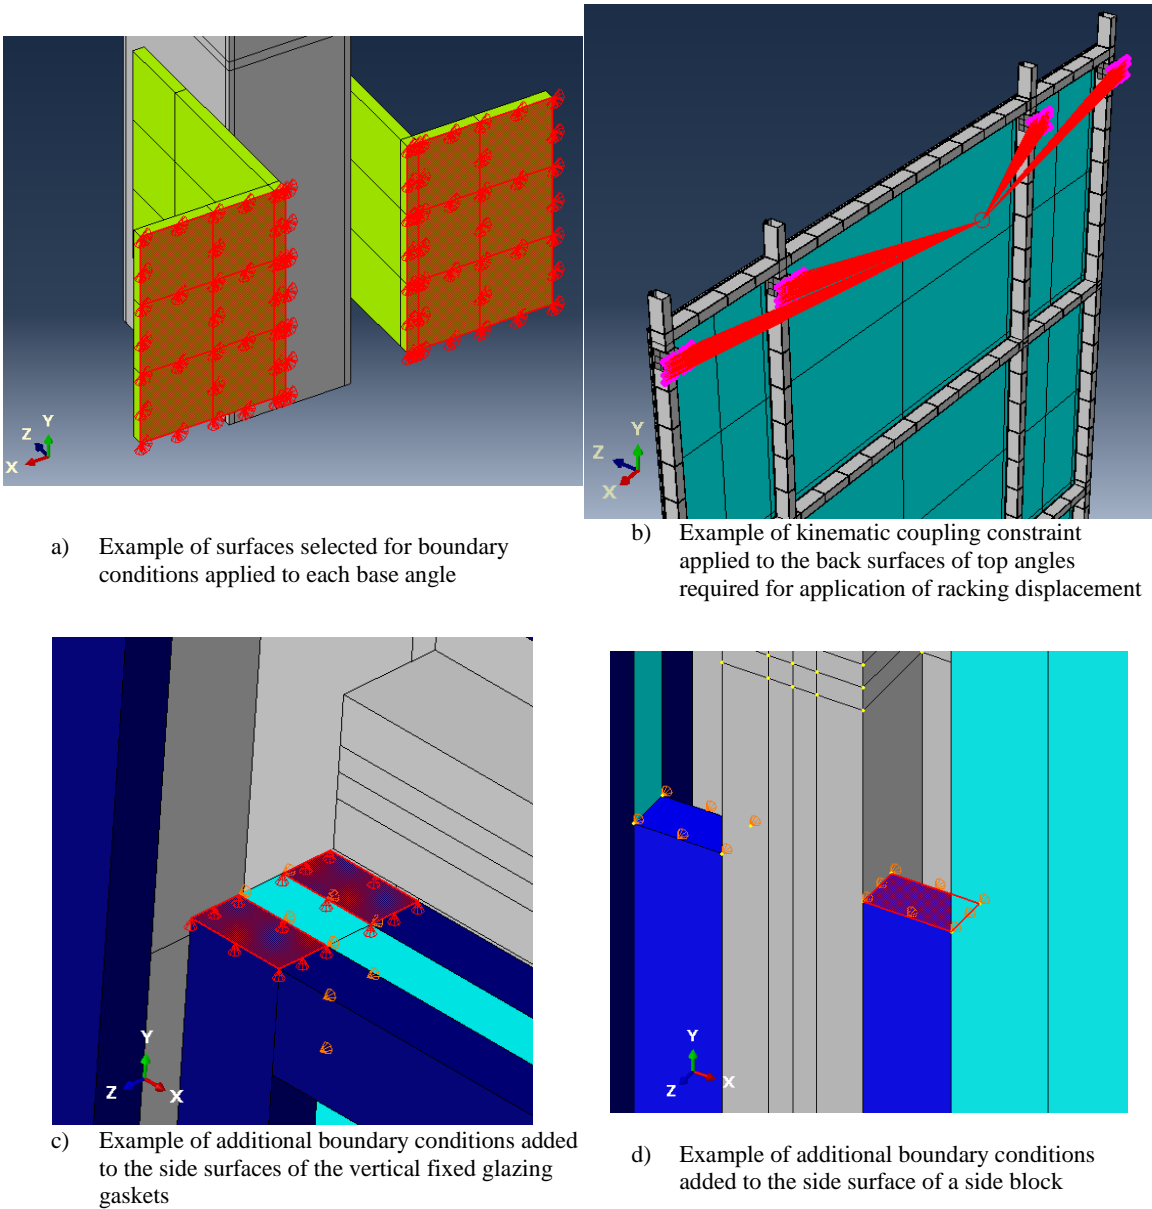 Y
Z
X
Y
Z
X
a) Example of surfaces selected for boundary
conditions applied to each base angle
b) Example of kinematic coupling constraint
applied to the back surfaces of top angles
required for application of racking displacement
Y
Z
X
Y
X
Z
c) Example of additional boundary conditions added
to the side surfaces of the vertical fixed glazing
gaskets
d) Example of additional boundary conditions
added to the side surface of a side block